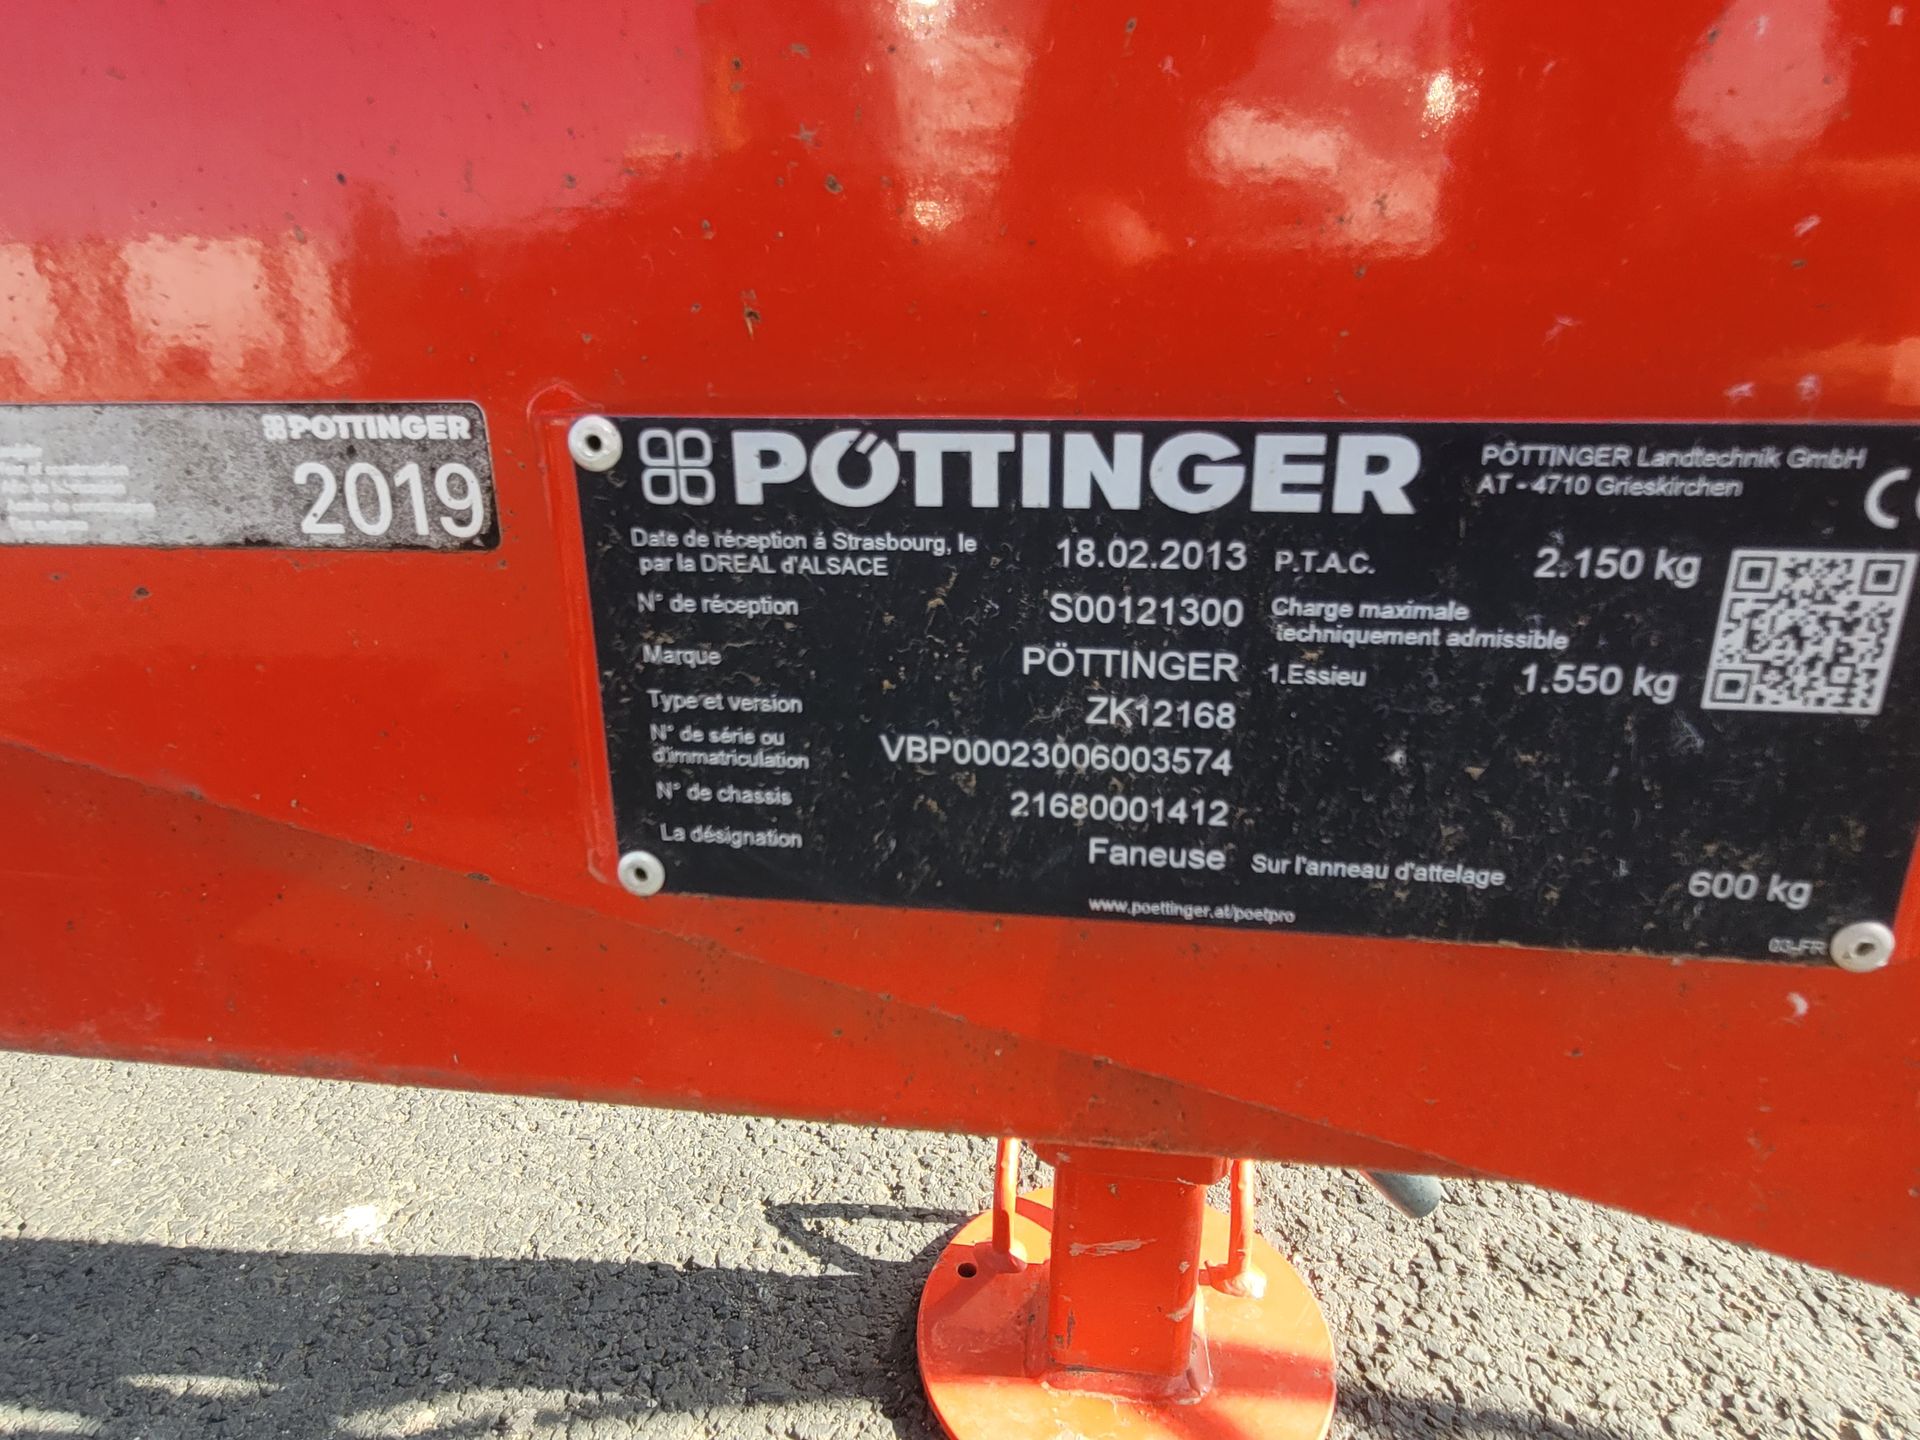 PÖTTINGER
2019
PÖTTINGER
PÖTTINGER Landtechnik GmbH
AT - 4710 Grieskirchen
Date de réception á Strasbourg, le
par la DREAL d'ALSACE
18.02.2013
N° de réception
S00121300
Marque
PÖTTINGER
Type et version
ZK12168
N° de série ou
d'immatriculation
VBP00023006003574
N° de chassis
21680001412
La désignation
Faneuse
P.T.A.C.
2.150 kg
Charge maximale
techniquement admissible
1.Essieu
1.550 kg
Sur l'anneau d'attelage
600 kg
www.poettinger.at/poetpro
03-FR